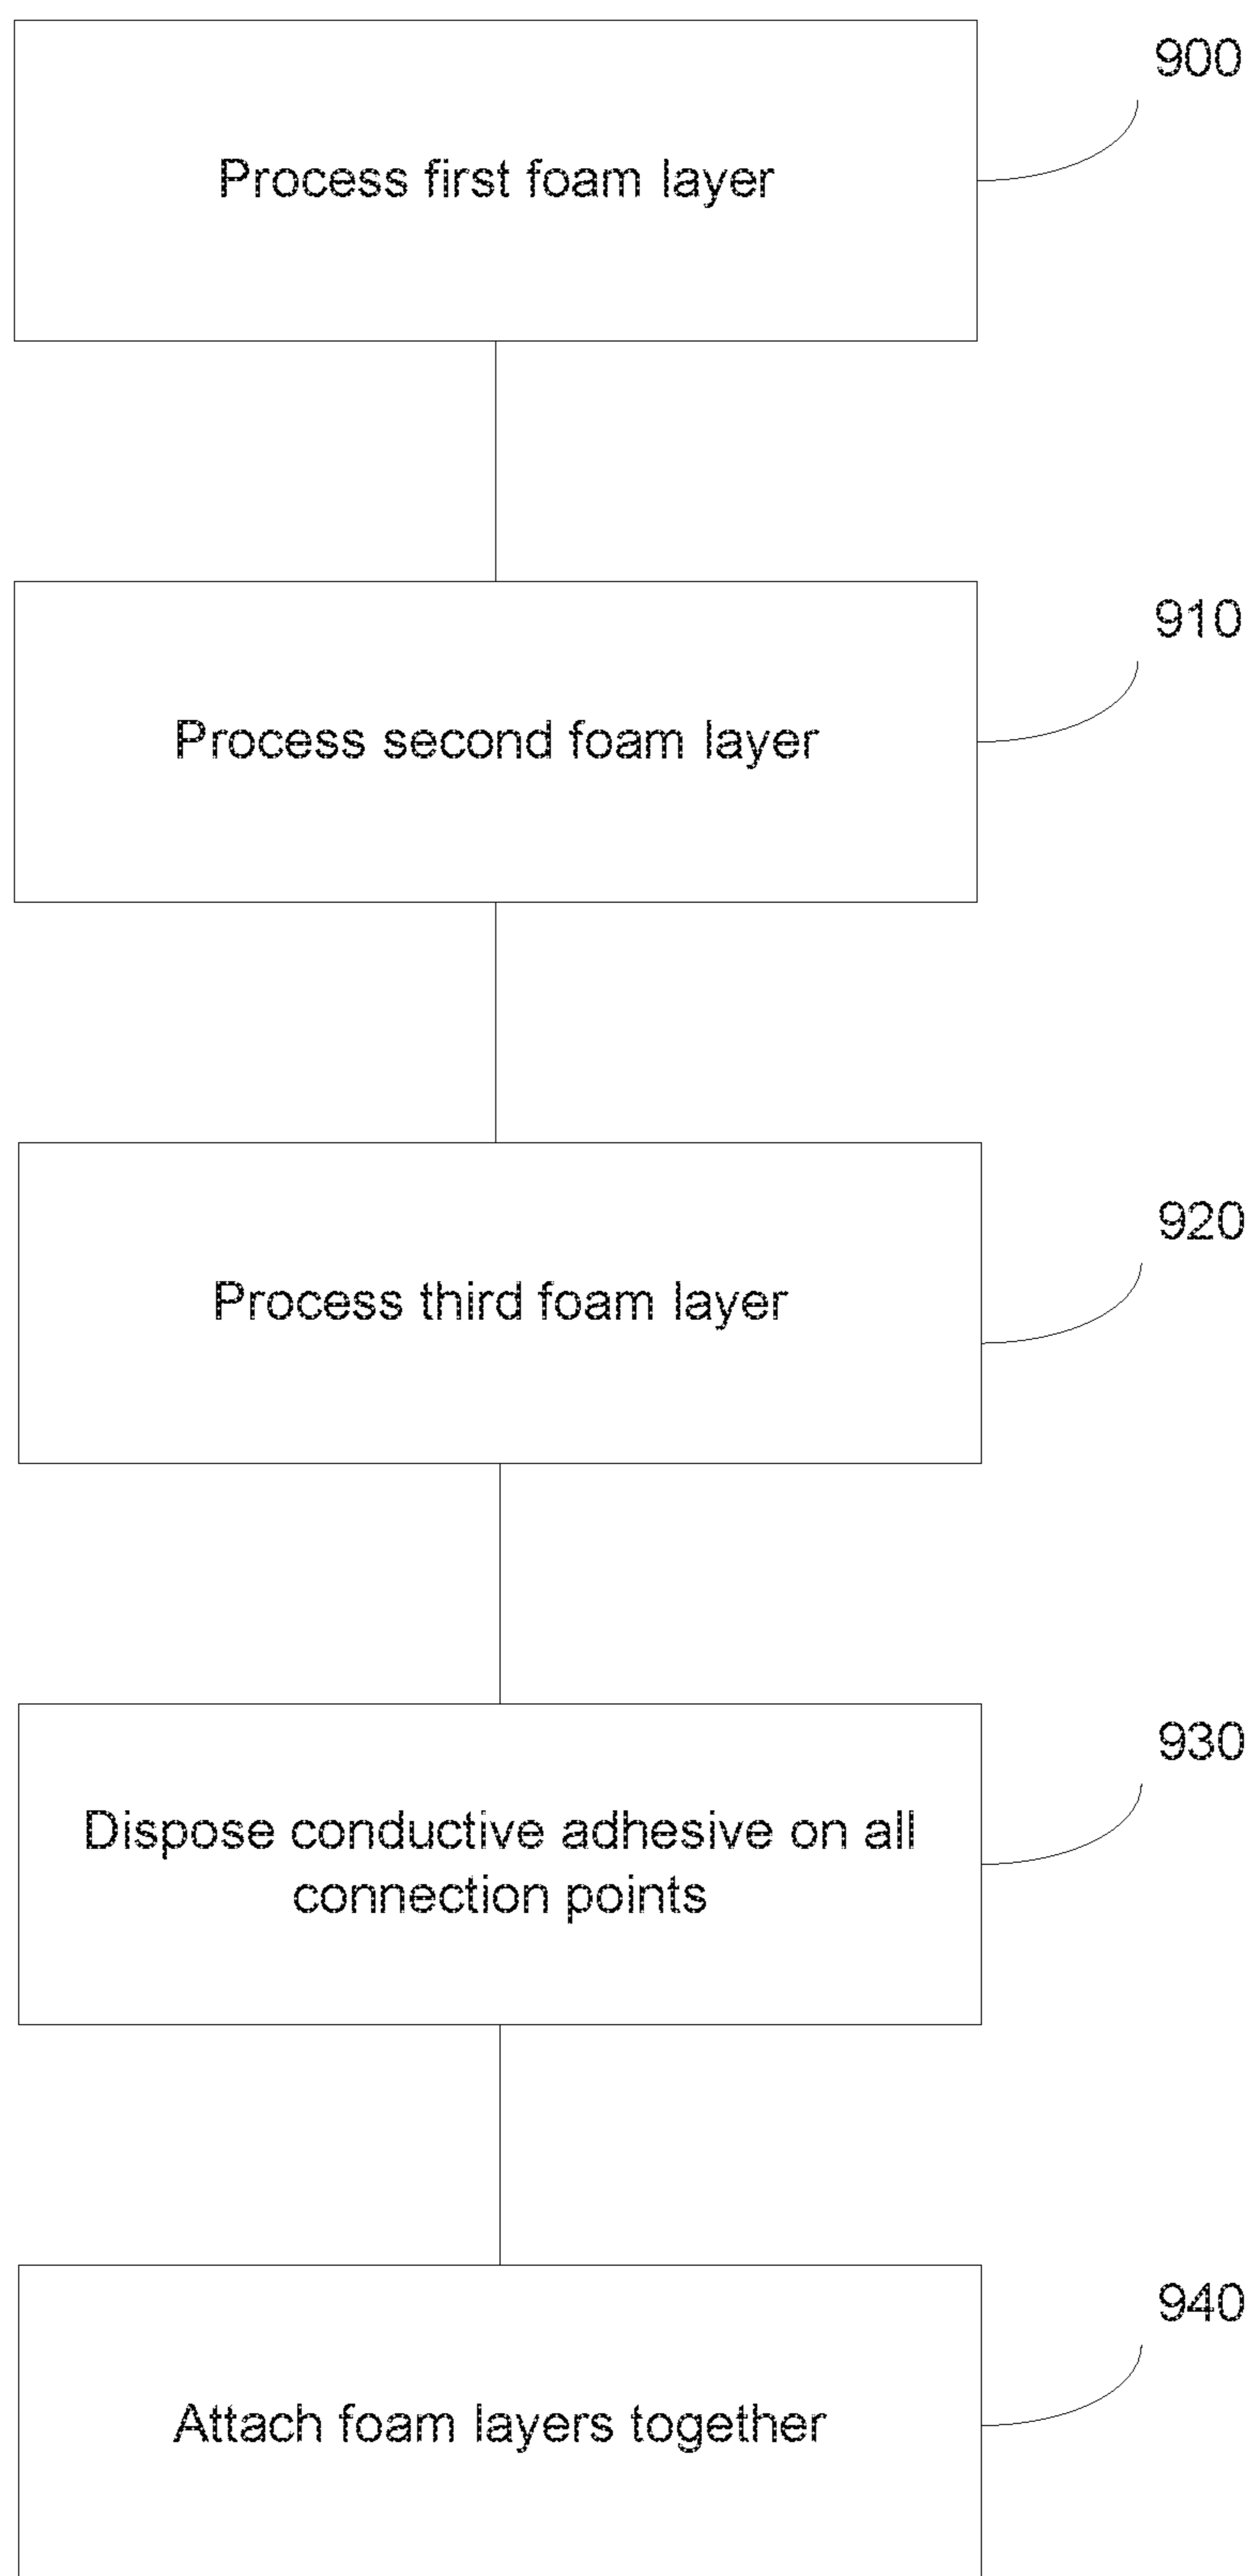 900
Process first foam layer
910
Process second foam layer
920
Process third foam layer
930
Dispose conductive adhesive on all
connection points
940
Attach foam layers together